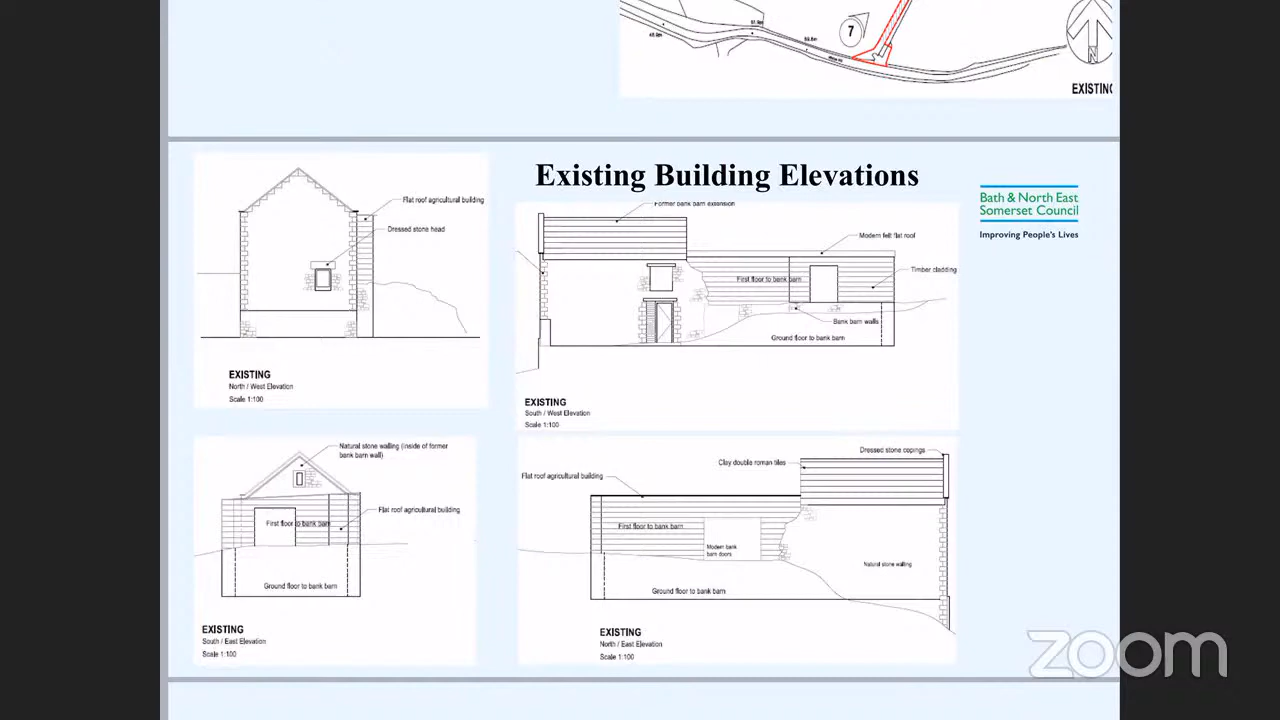 7
N
EXISTING
Existing Building Elevations
Bath & North East
Somerset Council
Improving People's Lives
Flat roof agricultural building
Dressed stone head
EXISTING
North / West Elevation
Scale 1:100
Former bank barn extension
Modern felt flat roof
Timber cladding
First floor to bank barn
Bank barn walls
Ground floor to bank barn
EXISTING
South / West Elevation
Scale 1:100
Natural stone walling (inside of former
bank barn wall)
Flat roof agricultural building
First floor to bank barn
Ground floor to bank barn
EXISTING
South / East Elevation
Scale 1:100
Dressed stone copings
Clay double roman tiles
Flat roof agricultural building
First floor to bank barn
Modern bank
barn doors
Natural stone walling
Ground floor to bank barn
EXISTING
North / East Elevation
Scale 1:100
zoom